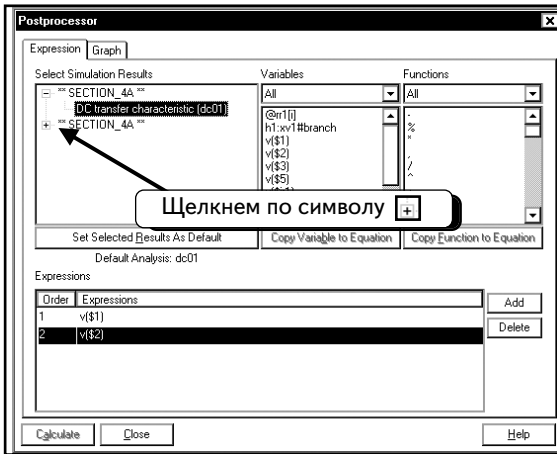 Postprocessor
Expression Graph
Select Simulation Results Variables Functions
** SECTION_4A ** All All
DC transfer characteristic (dc01) @rr1[i]
** SECTION_4A ** h1:xv1#branch %
v($1) *
v($2) ,
v($3) /
v($5) ^
Щелкнем по символу +
Set Selected Results As Default Copy Variable to Equation Copy Function to Equation
Default Analysis: dc01
Expressions
Order Expressions Add
1 v($1)
2 v($2) Delete
Calculate Close Help